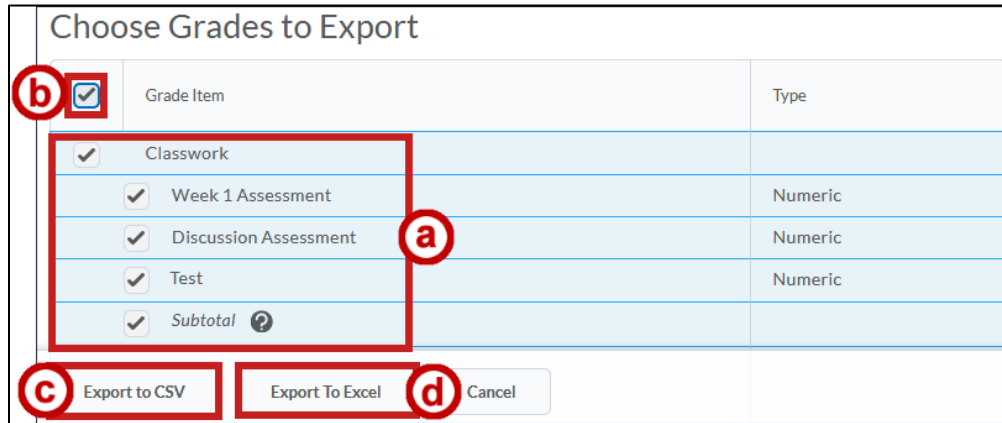 Choose Grades to Export
b Grade Item Type
Classwork
Week 1 Assessment Numeric
Discussion Assessment a Numeric
Test Numeric
Subtotal ?
c Export to CSV Export To Excel d Cancel